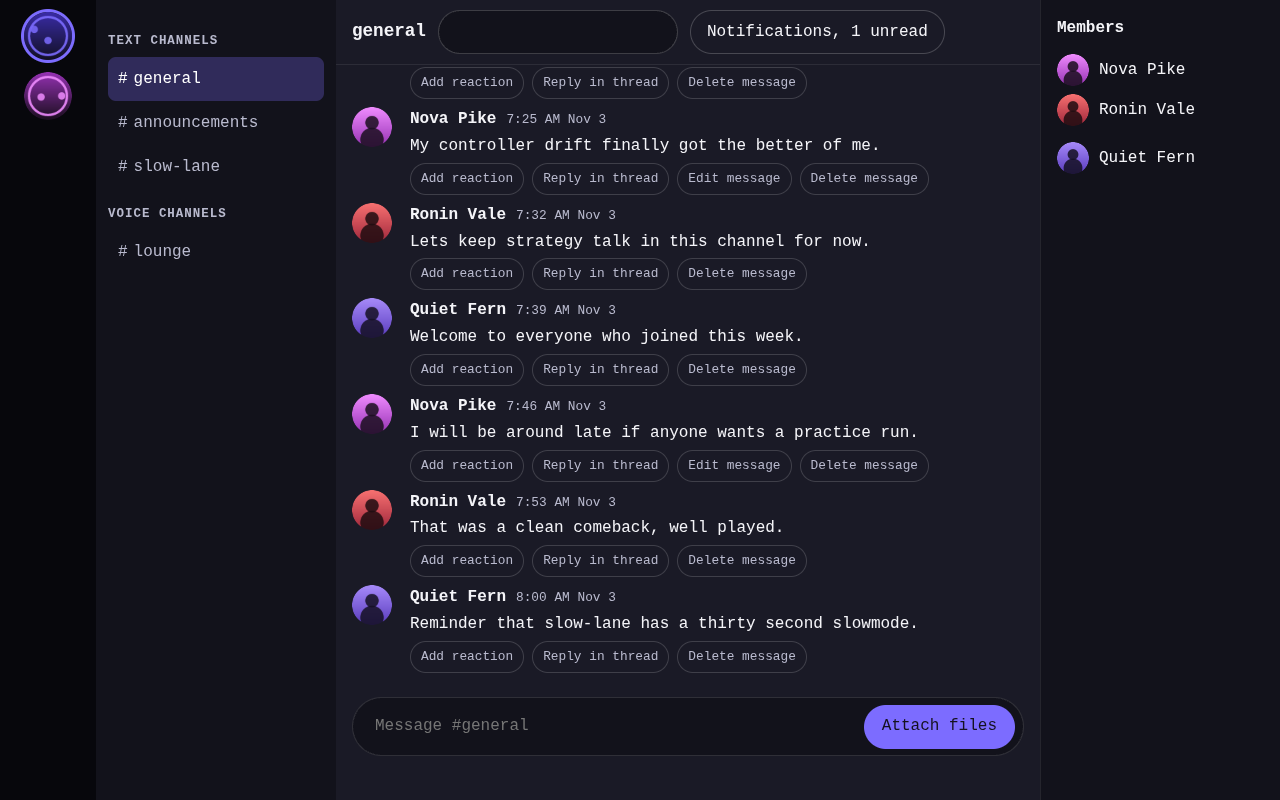 TEXT CHANNELS
# general
# announcements
# slow-lane
VOICE CHANNELS
# lounge
general
Notifications, 1 unread
Add reaction Reply in thread Delete message
Nova Pike 7:25 AM Nov 3
My controller drift finally got the better of me.
Add reaction Reply in thread Edit message Delete message
Ronin Vale 7:32 AM Nov 3
Lets keep strategy talk in this channel for now.
Add reaction Reply in thread Delete message
Quiet Fern 7:39 AM Nov 3
Welcome to everyone who joined this week.
Add reaction Reply in thread Delete message
Nova Pike 7:46 AM Nov 3
I will be around late if anyone wants a practice run.
Add reaction Reply in thread Edit message Delete message
Ronin Vale 7:53 AM Nov 3
That was a clean comeback, well played.
Add reaction Reply in thread Delete message
Quiet Fern 8:00 AM Nov 3
Reminder that slow-lane has a thirty second slowmode.
Add reaction Reply in thread Delete message
Message #general
Attach files
Members
Nova Pike
Ronin Vale
Quiet Fern